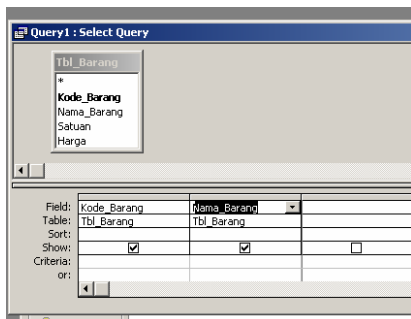 Query1 : Select Query
Tbl_Barang
*
Kode_Barang
Nama_Barang
Satuan
Harga
Field: Kode_Barang Nama_Barang
Table: Tbl_Barang Tbl_Barang
Sort:
Show:
Criteria:
or: